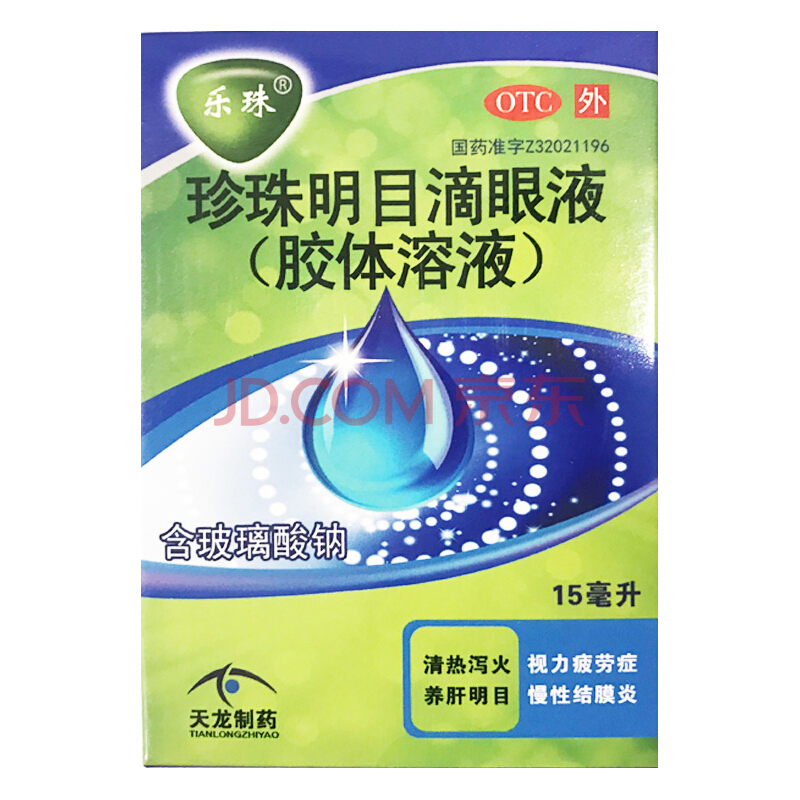 乐珠®
OTC 外
国药准字Z32021196
珍珠明目滴眼液
（胶体溶液）
JD.COM 京东
含玻璃酸钠
15毫升
清热泻火
养肝明目
视力疲劳症
慢性结膜炎
天龙制药
TIANLONGZHIYAO